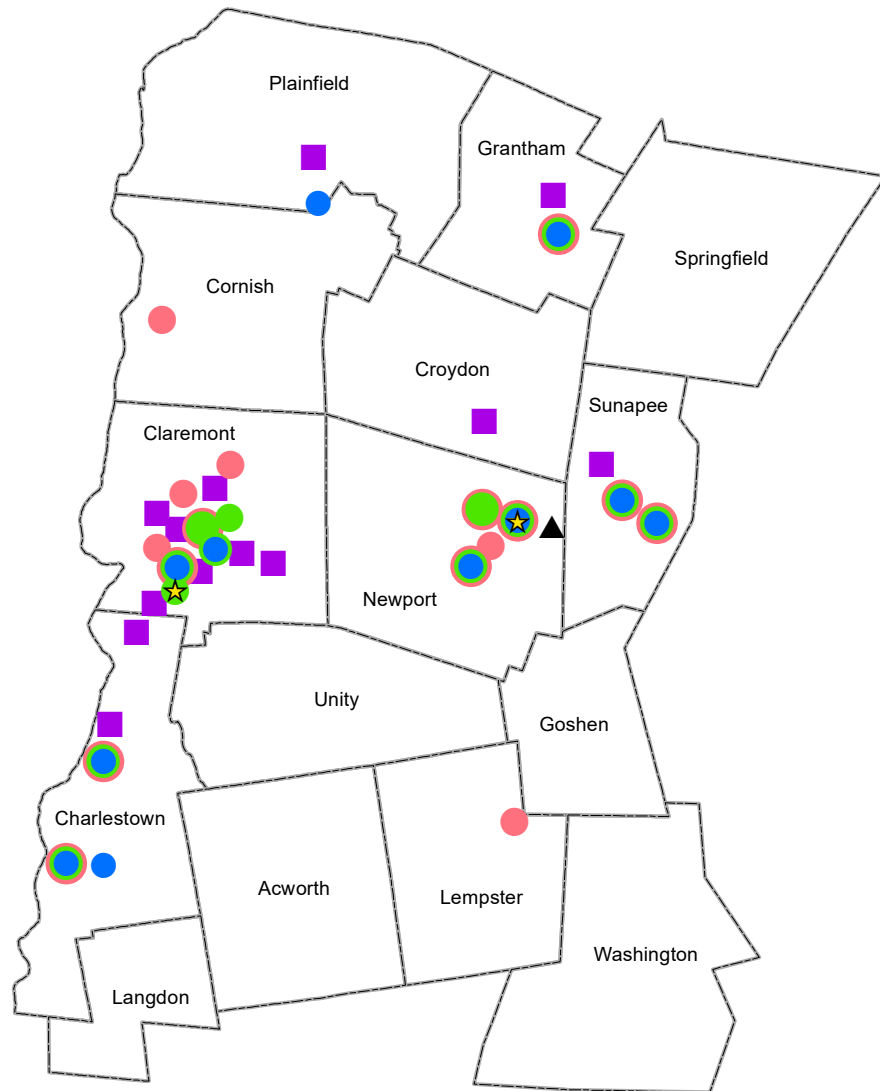 Plainfield
Grantham
Springfield
Cornish
Croydon
Sunapee
Claremont
Newport
Unity
Goshen
Charlestown
Acworth
Lempster
Washington
Langdon